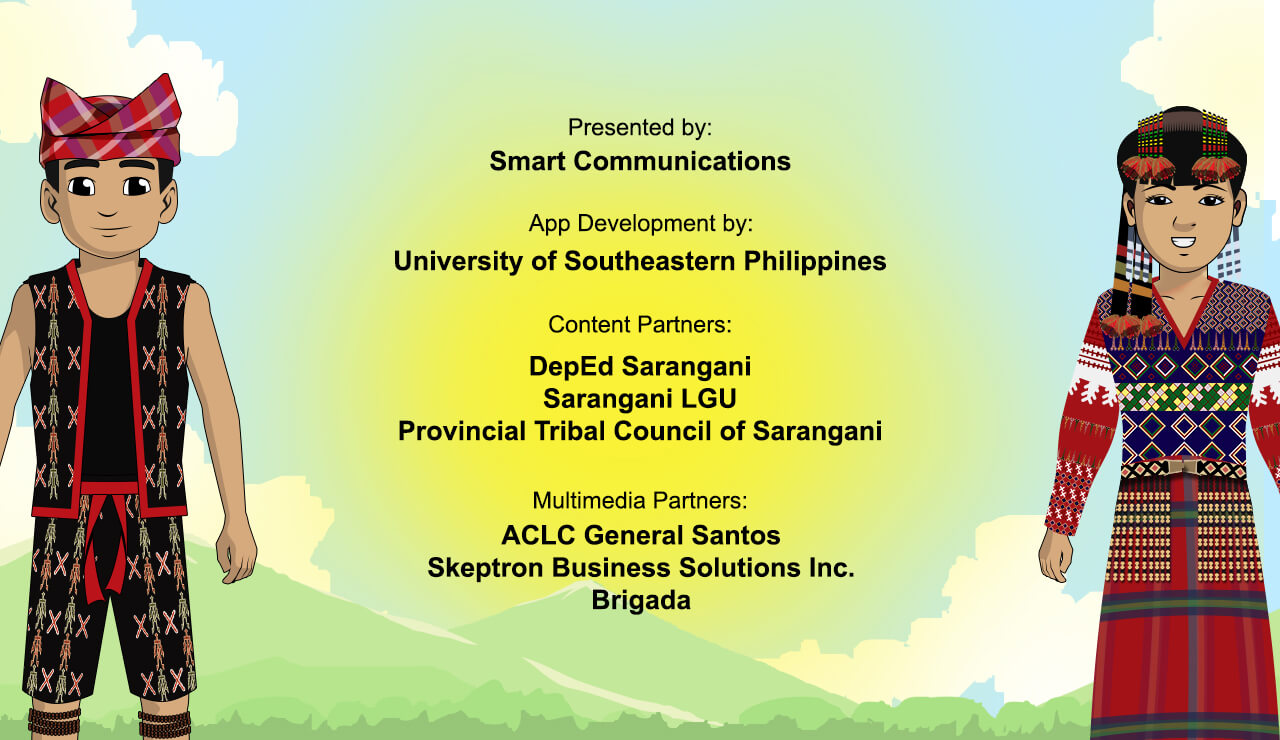 Presented by:
Smart Communications
App Development by:
University of Southeastern Philippines
Content Partners:
DepEd Sarangani
Sarangani LGU
Provincial Tribal Council of Sarangani
Multimedia Partners:
ACLC General Santos
Skeptron Business Solutions Inc.
Brigada